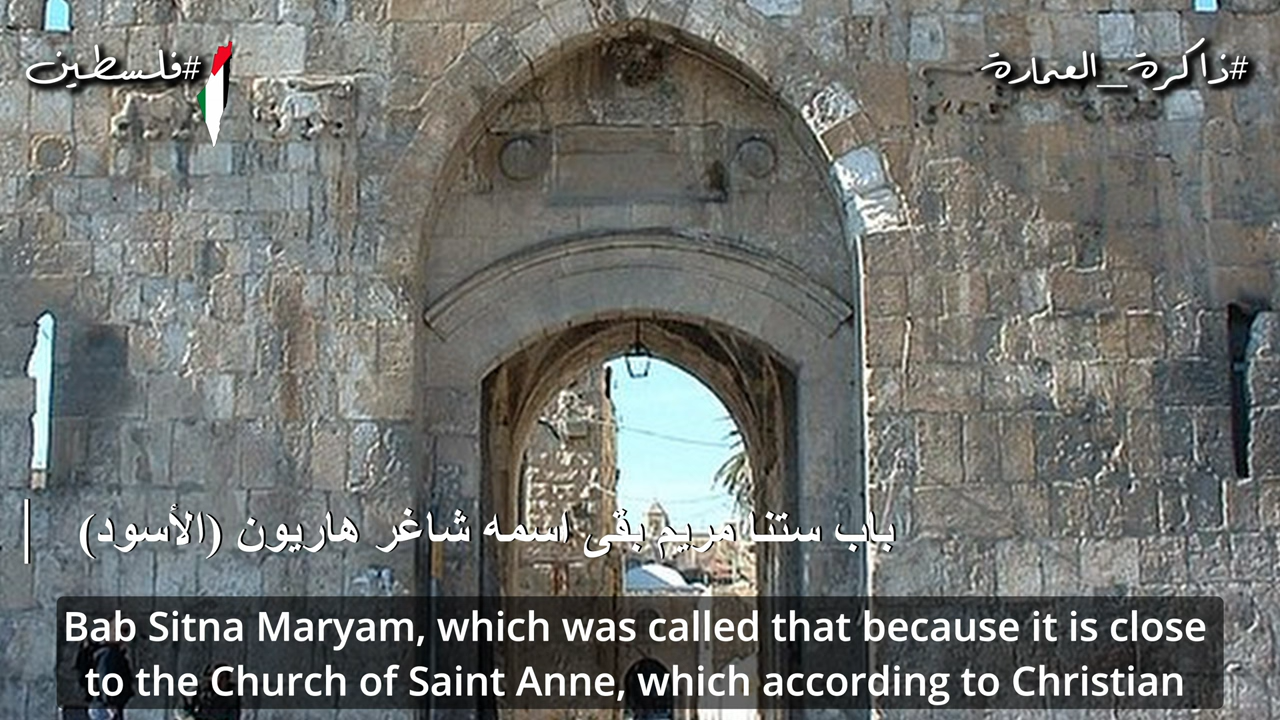 #ذاكرة_العمارة
#فلسطين
باب ستنا مريم بقى اسمه شاغر هاريون (الأسود)
Bab Sitna Maryam, which was called that because it is close
to the Church of Saint Anne, which according to Christian